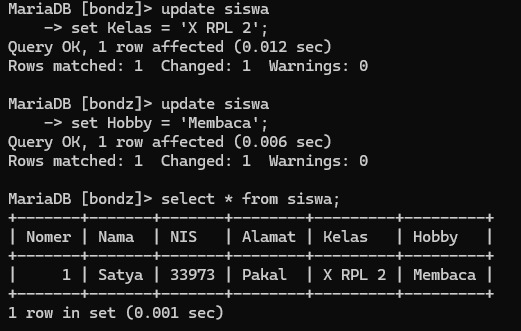 MariaDB [bondz]> update siswa
    -> set Kelas = 'X RPL 2';
Query OK, 1 row affected (0.012 sec)
Rows matched: 1  Changed: 1  Warnings: 0
MariaDB [bondz]> update siswa
    -> set Hobby = 'Membaca';
Query OK, 1 row affected (0.006 sec)
Rows matched: 1  Changed: 1  Warnings: 0
MariaDB [bondz]> select * from siswa;
+-------+-------+-------+--------+---------+---------+
| Nomer | Nama  | NIS   | Alamat | Kelas   | Hobby   |
+-------+-------+-------+--------+---------+---------+
|     1 | Satya | 33973 | Pakal  | X RPL 2 | Membaca |
+-------+-------+-------+--------+---------+---------+
1 row in set (0.001 sec)